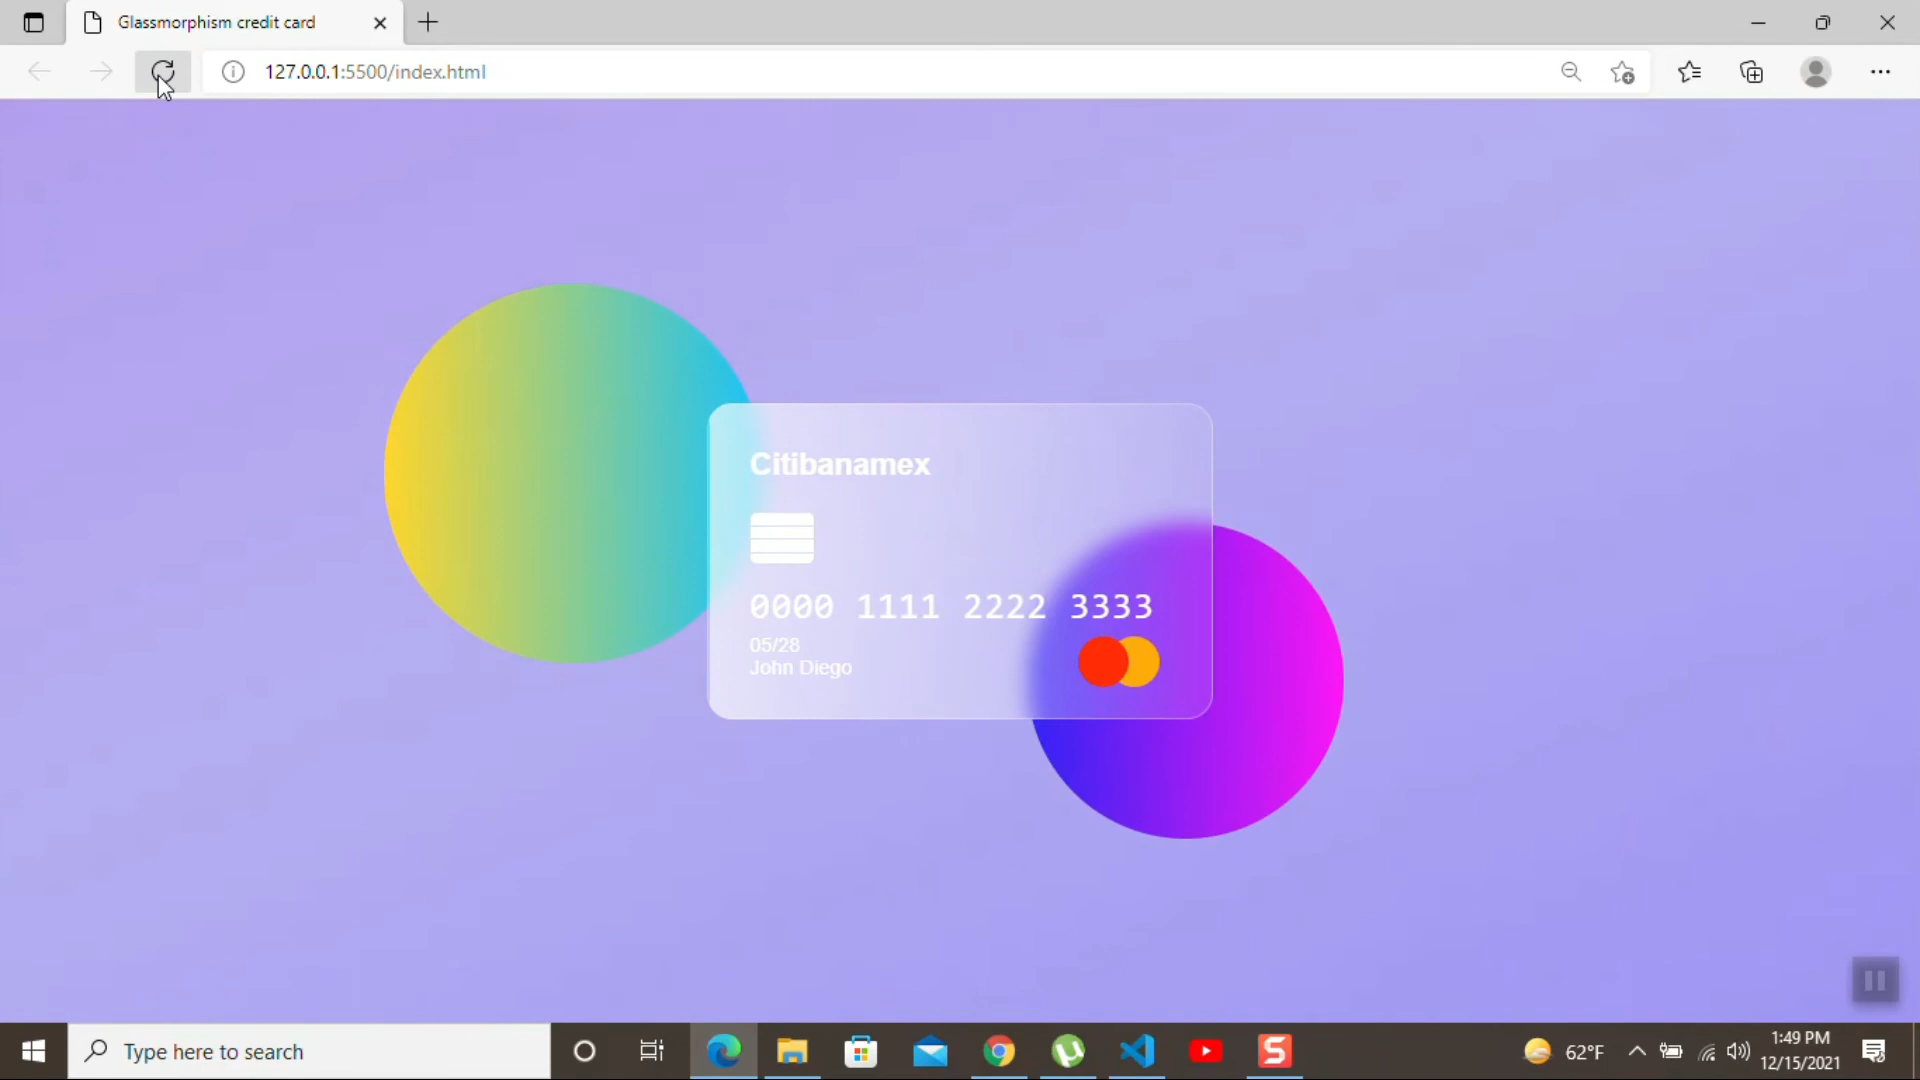 Glassmorphism credit card
127.0.0.1:5500/index.html
Citibanamex
0000 1111 2222 3333
05/28
John Diego
Type here to search
62°F
1:49 PM
12/15/2021